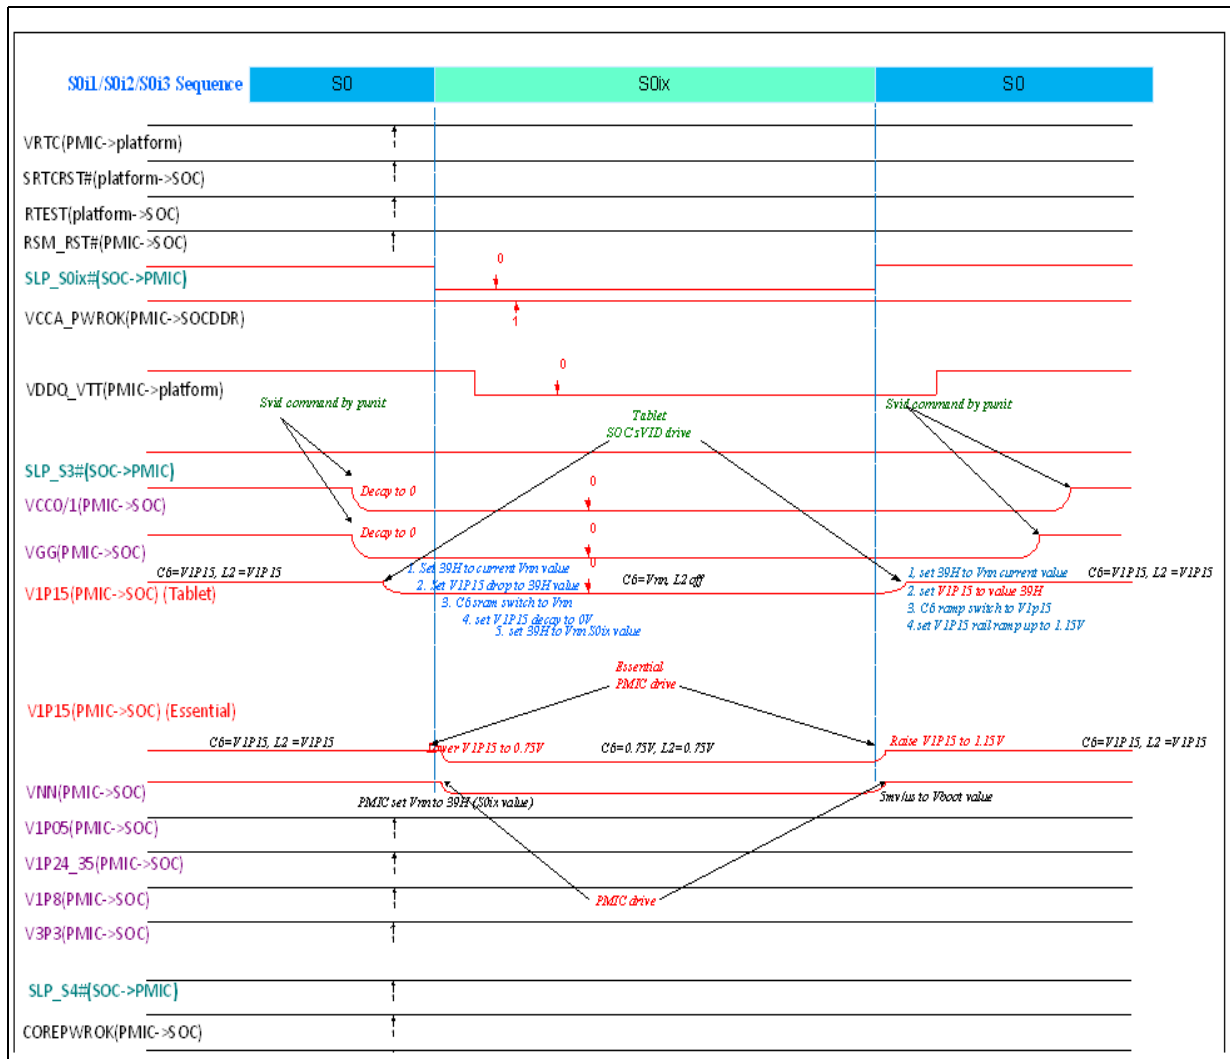 S0i1/S0i2/S0i3 Sequence
S0
S0ix
S0
VRTC(PMIC->platform)
SRTCRST#(platform->SOC)
RTEST(platform->SOC)
RSM_RST#(PMIC->SOC)
0
SLP_S0ix#(SOC->PMIC)
VCCA_PWROK(PMIC->SOCDDR)
1
0
VDDQ_VTT(PMIC->platform)
Svid command by punit
Tablet
SOC sVID drive
Svid command by punit
SLP_S3#(SOC->PMIC)
0
Decay to 0
VCC0/1(PMIC->SOC)
0
Decay to 0
VGG(PMIC->SOC)
C6=V1P15, L2 =V1P15
0
V1P15(PMIC->SOC) (Tablet)
1. Set 39H to current Vnn value
2. Set V1P15 drop to 39H value
3. C6 sram switch to Vnn
4. set V1P15 decay to 0V
5. set 39H to Vnn S0ix value
C6=Vnn, L2 off
1, set 39H to Vnn current value
2. set V1P15 to value 39H
3. C6 ramp switch to V1p15
4.set V1P15 rail ramp up to 1.15V
C6=V1P15, L2 =V1P15
Essential
PMIC drive
V1P15(PMIC->SOC) (Essential)
C6=V1P15, L2 =V1P15
Lower V1P15 to 0.75V
C6=0.75V, L2=0.75V
Raise V1P15 to 1.15V
C6=V1P15, L2 =V1P15
VNN(PMIC->SOC)
PMIC set Vnn to 39H (S0ix value)
5mv/us to Vboot value
V1P05(PMIC->SOC)
V1P24_35(PMIC->SOC)
V1P8(PMIC->SOC)
PMIC drive
V3P3(PMIC->SOC)
SLP_S4#(SOC->PMIC)
COREPWROK(PMIC->SOC)